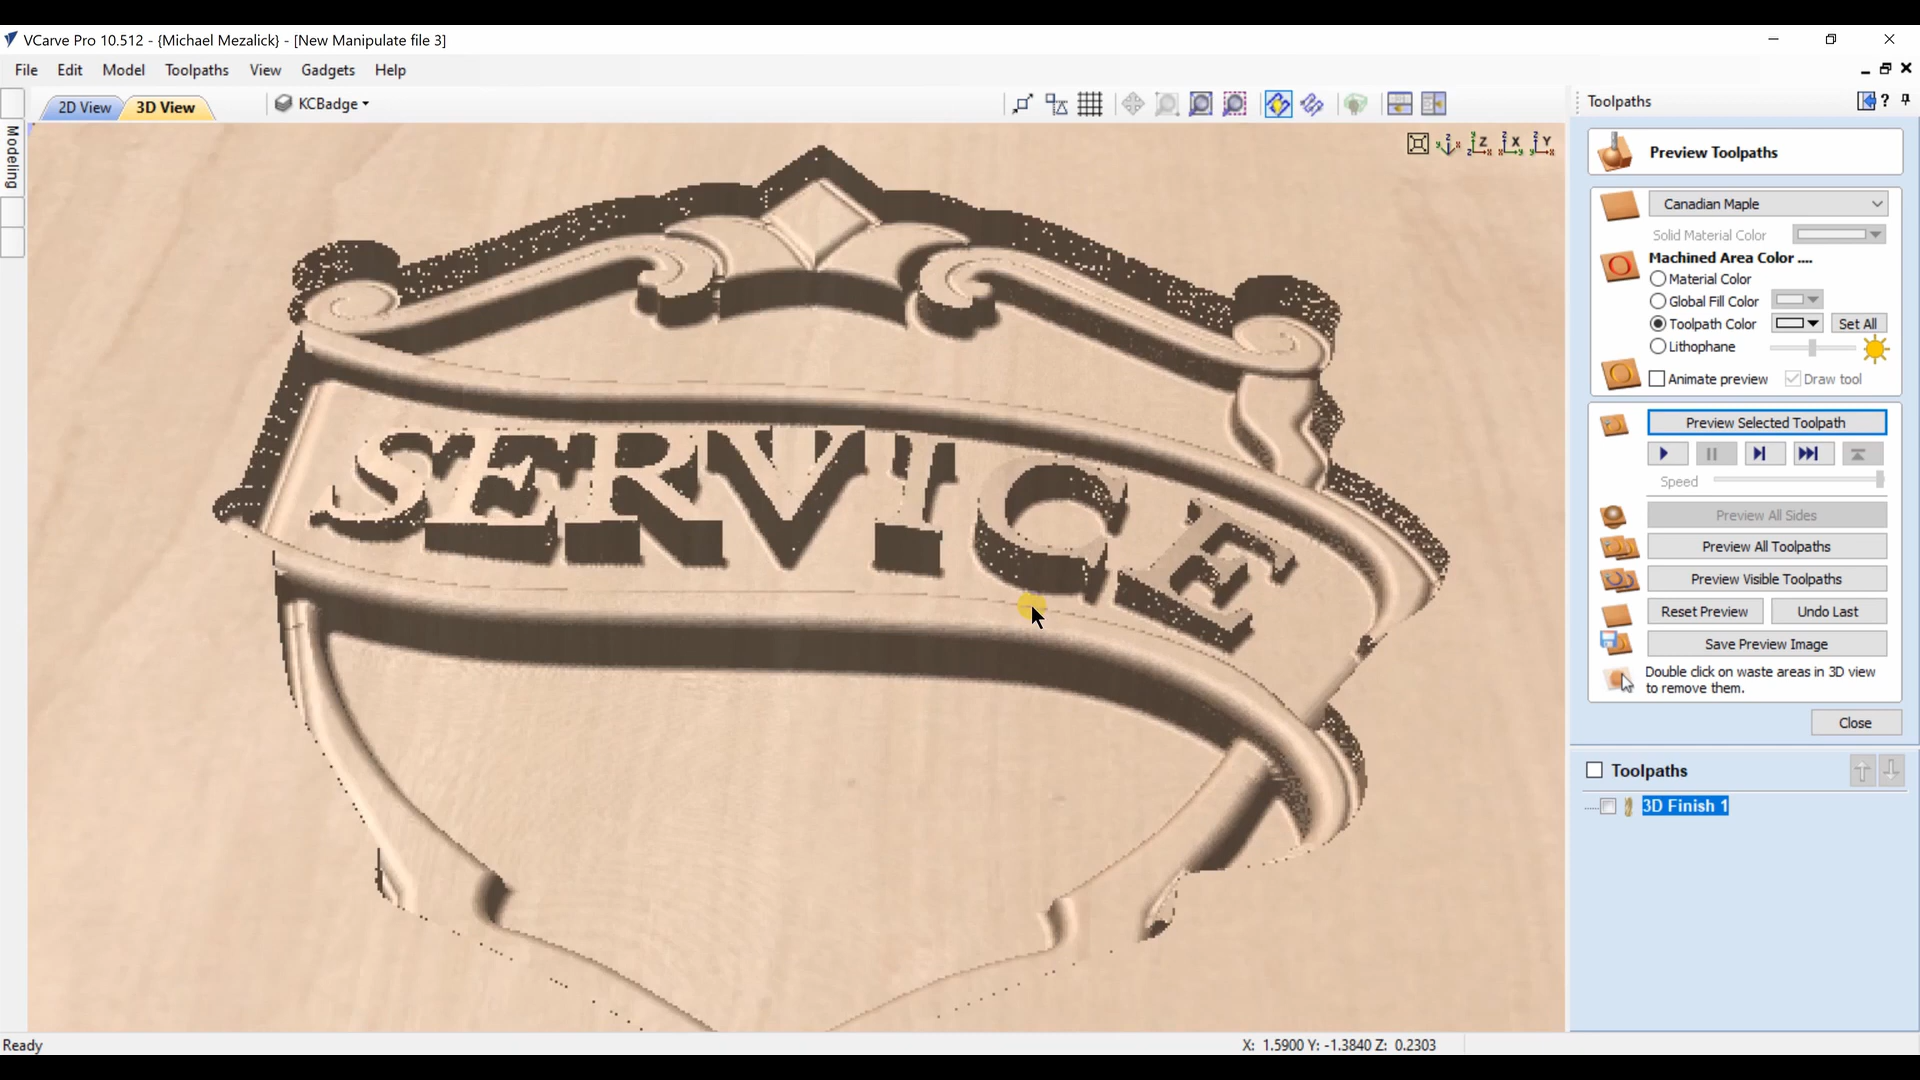 VCarve Pro 10.512 - {Michael Mezalick} - [New Manipulate file 3]
File Edit Model Toolpaths View Gadgets Help
2D View 3D View KCBadge
Modeling
SERVICE
Toolpaths
Preview Toolpaths
Canadian Maple
Solid Material Color
Machined Area Color ....
Material Color
Global Fill Color
Toolpath Color Set All
Lithophane
Animate preview Draw tool
Preview Selected Toolpath
Speed
Preview All Sides
Preview All Toolpaths
Preview Visible Toolpaths
Reset Preview Undo Last
Save Preview Image
Double click on waste areas in 3D view
to remove them.
Close
Toolpaths
3D Finish 1
Ready
X: 1.5900 Y: -1.3840 Z: 0.2303